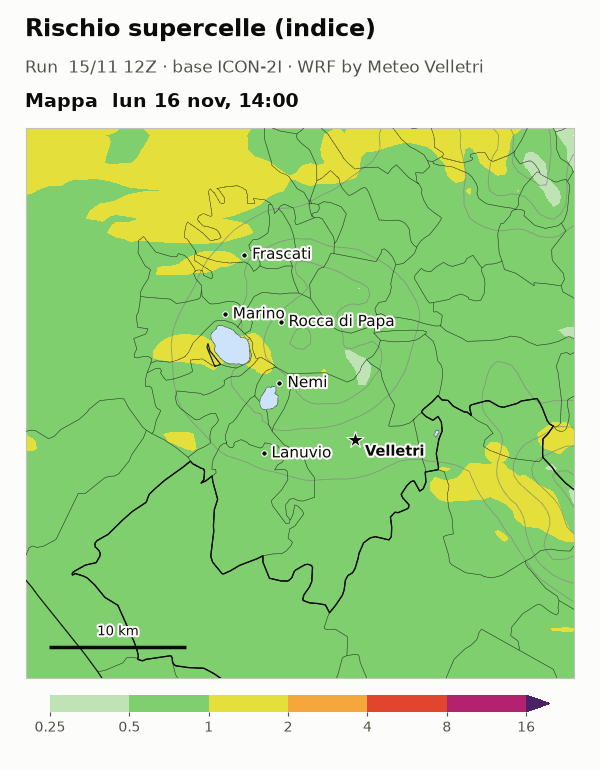 Rischio supercelle (indice)
Run  15/11 12Z · base ICON-2I · WRF by Meteo Velletri
Mappa  lun 16 nov, 14:00
Frascati
Marino
Rocca di Papa
Nemi
Velletri
Lanuvio
10 km
0.25 0.5 1 2 4 8 16